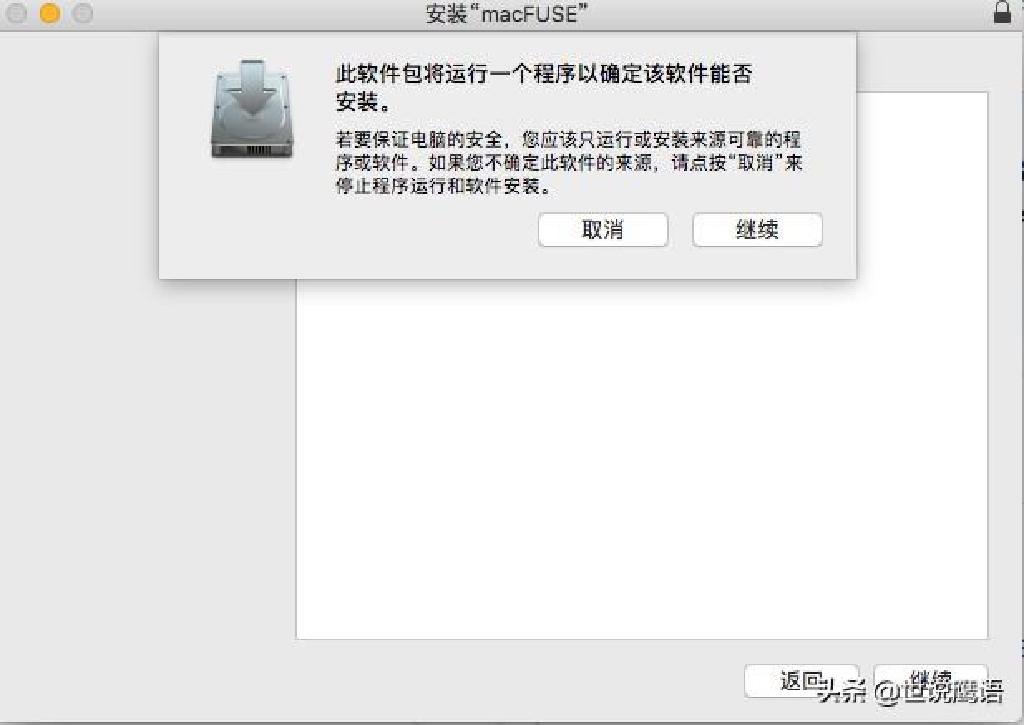 安装“macFUSE”
此软件包将运行一个程序以确定该软件能否
安装。
若要保证电脑的安全，您应该只运行或安装来源可靠的程
序或软件。如果您不确定此软件的来源，请点按“取消”来
停止程序运行和软件安装。
取消
继续
返回
继续
头条 @世说鹰语